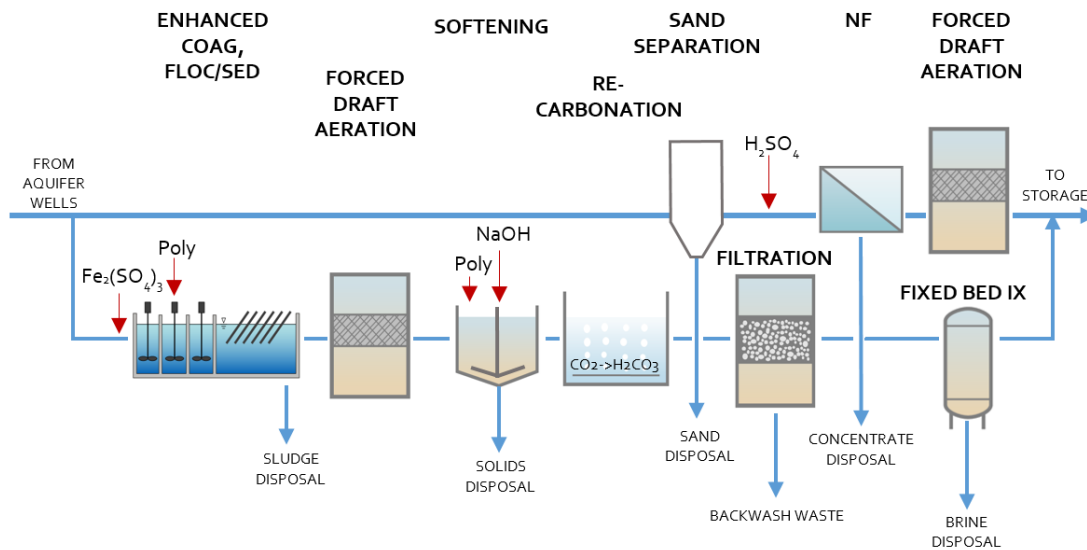 ENHANCED
COAG,
FLOC/SED
FORCED
DRAFT
AERATION
SOFTENING
RE-
CARBONATION
SAND
SEPARATION
NF
FORCED
DRAFT
AERATION
FROM
AQUIFER
WELLS
H₂SO₄
TO
STORAGE
Fe₂(SO₄)₃
Poly
Poly
NaOH
CO2->H2CO3
FILTRATION
FIXED BED IX
SLUDGE
DISPOSAL
SOLIDS
DISPOSAL
SAND
DISPOSAL
BACKWASH WASTE
CONCENTRATE
DISPOSAL
BRINE
DISPOSAL